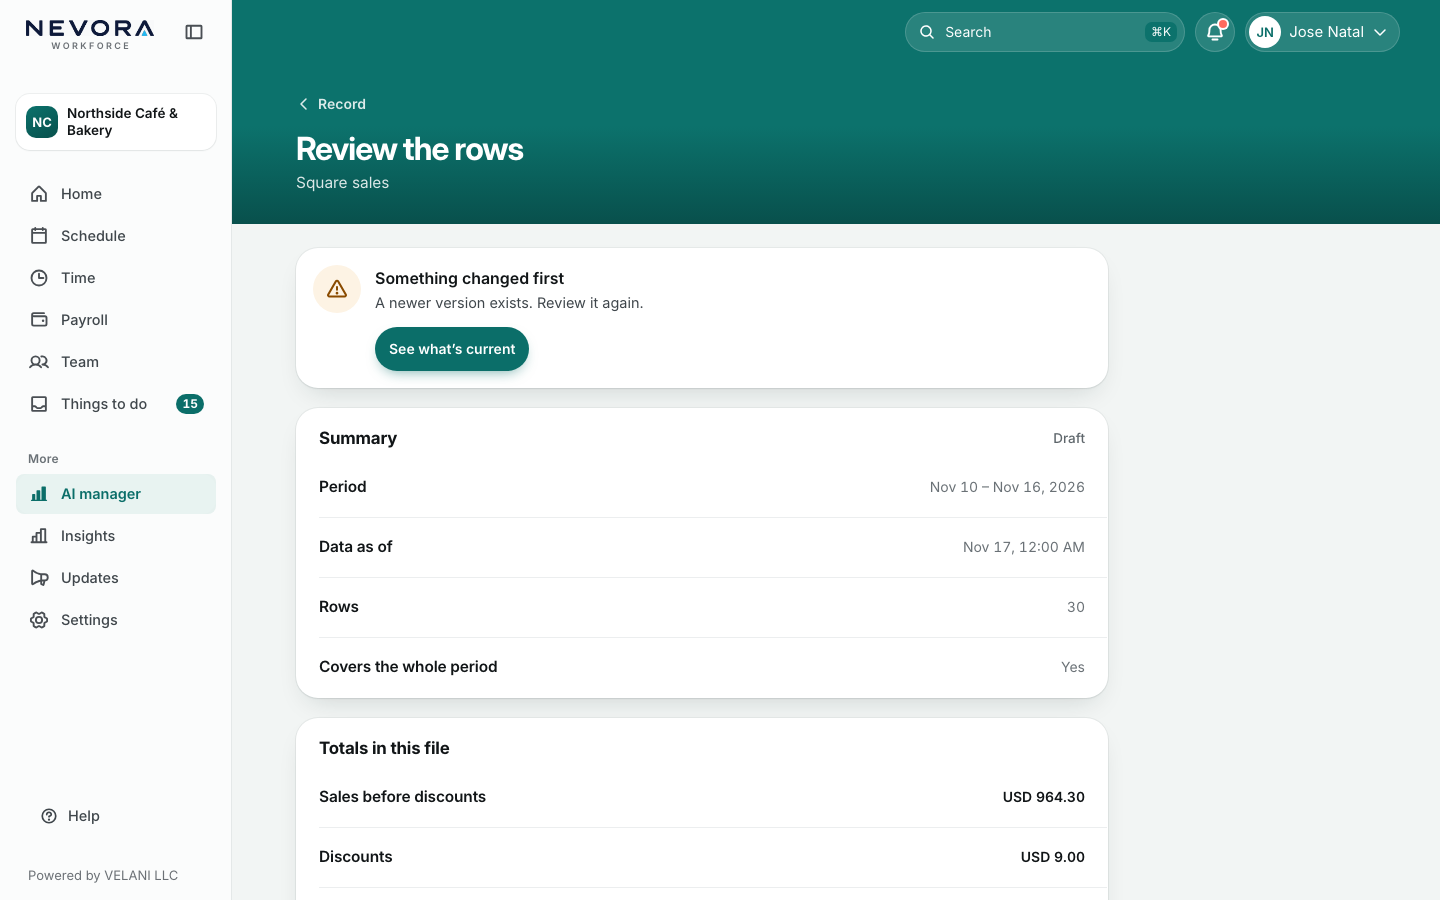 NEVORA
WORKFORCE
Search
⌘K
JN
Jose Natal
NC
Northside Café &
Bakery
Home
Schedule
Time
Payroll
Team
Things to do
15
More
AI manager
Insights
Updates
Settings
Help
Powered by VELANI LLC
Record
Review the rows
Square sales
Something changed first
A newer version exists. Review it again.
See what’s current
Summary
Draft
Period
Nov 10 – Nov 16, 2026
Data as of
Nov 17, 12:00 AM
Rows
30
Covers the whole period
Yes
Totals in this file
Sales before discounts
USD 964.30
Discounts
USD 9.00